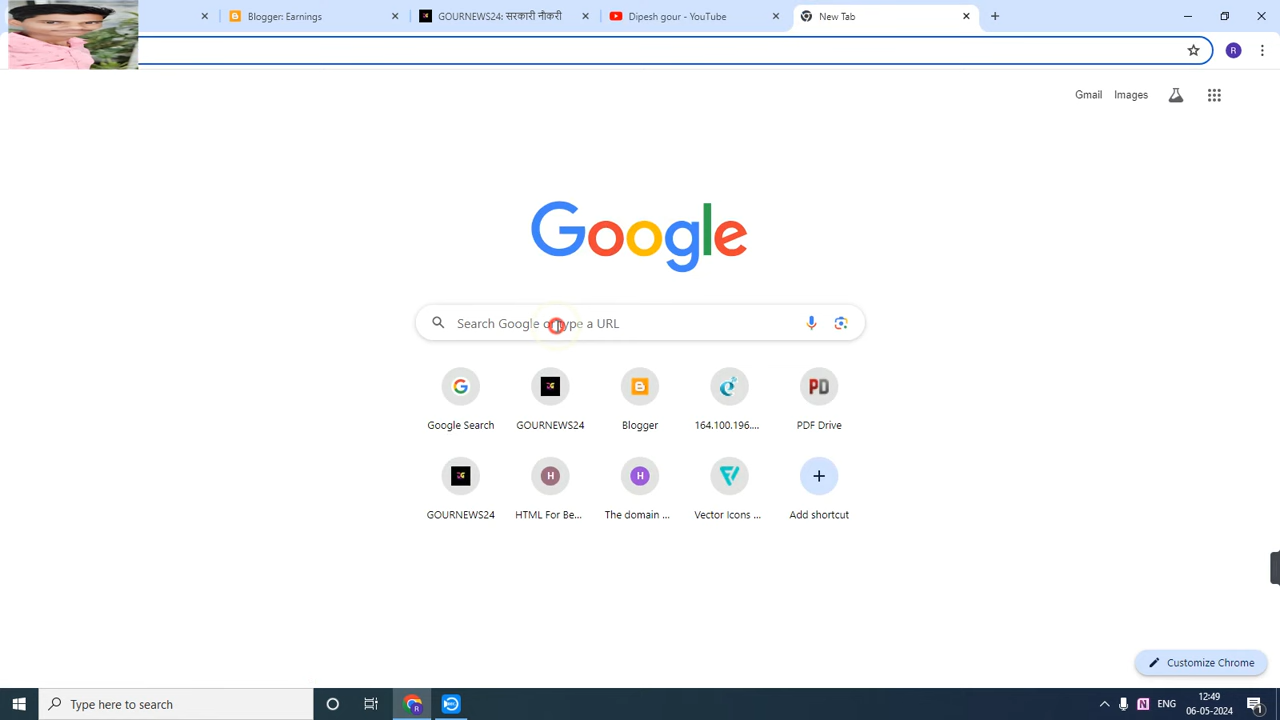 Blogger: Earnings
GOURNEWS24: सरकारी नौकरी
Dipesh gour - YouTube
New Tab
R
Gmail Images
Google
Search Google or type a URL
Google Search
GOURNEWS24
Blogger
164.100.196....
PD
PDF Drive
GOURNEWS24
H
HTML For Be...
H
The domain ...
Vector Icons ...
Add shortcut
Customize Chrome
Type here to search
ENG
12:49
06-05-2024